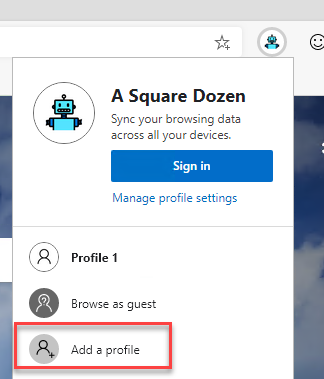 A Square Dozen
Sync your browsing data
across all your devices.
Sign in
Manage profile settings
Profile 1
Browse as guest
Add a profile